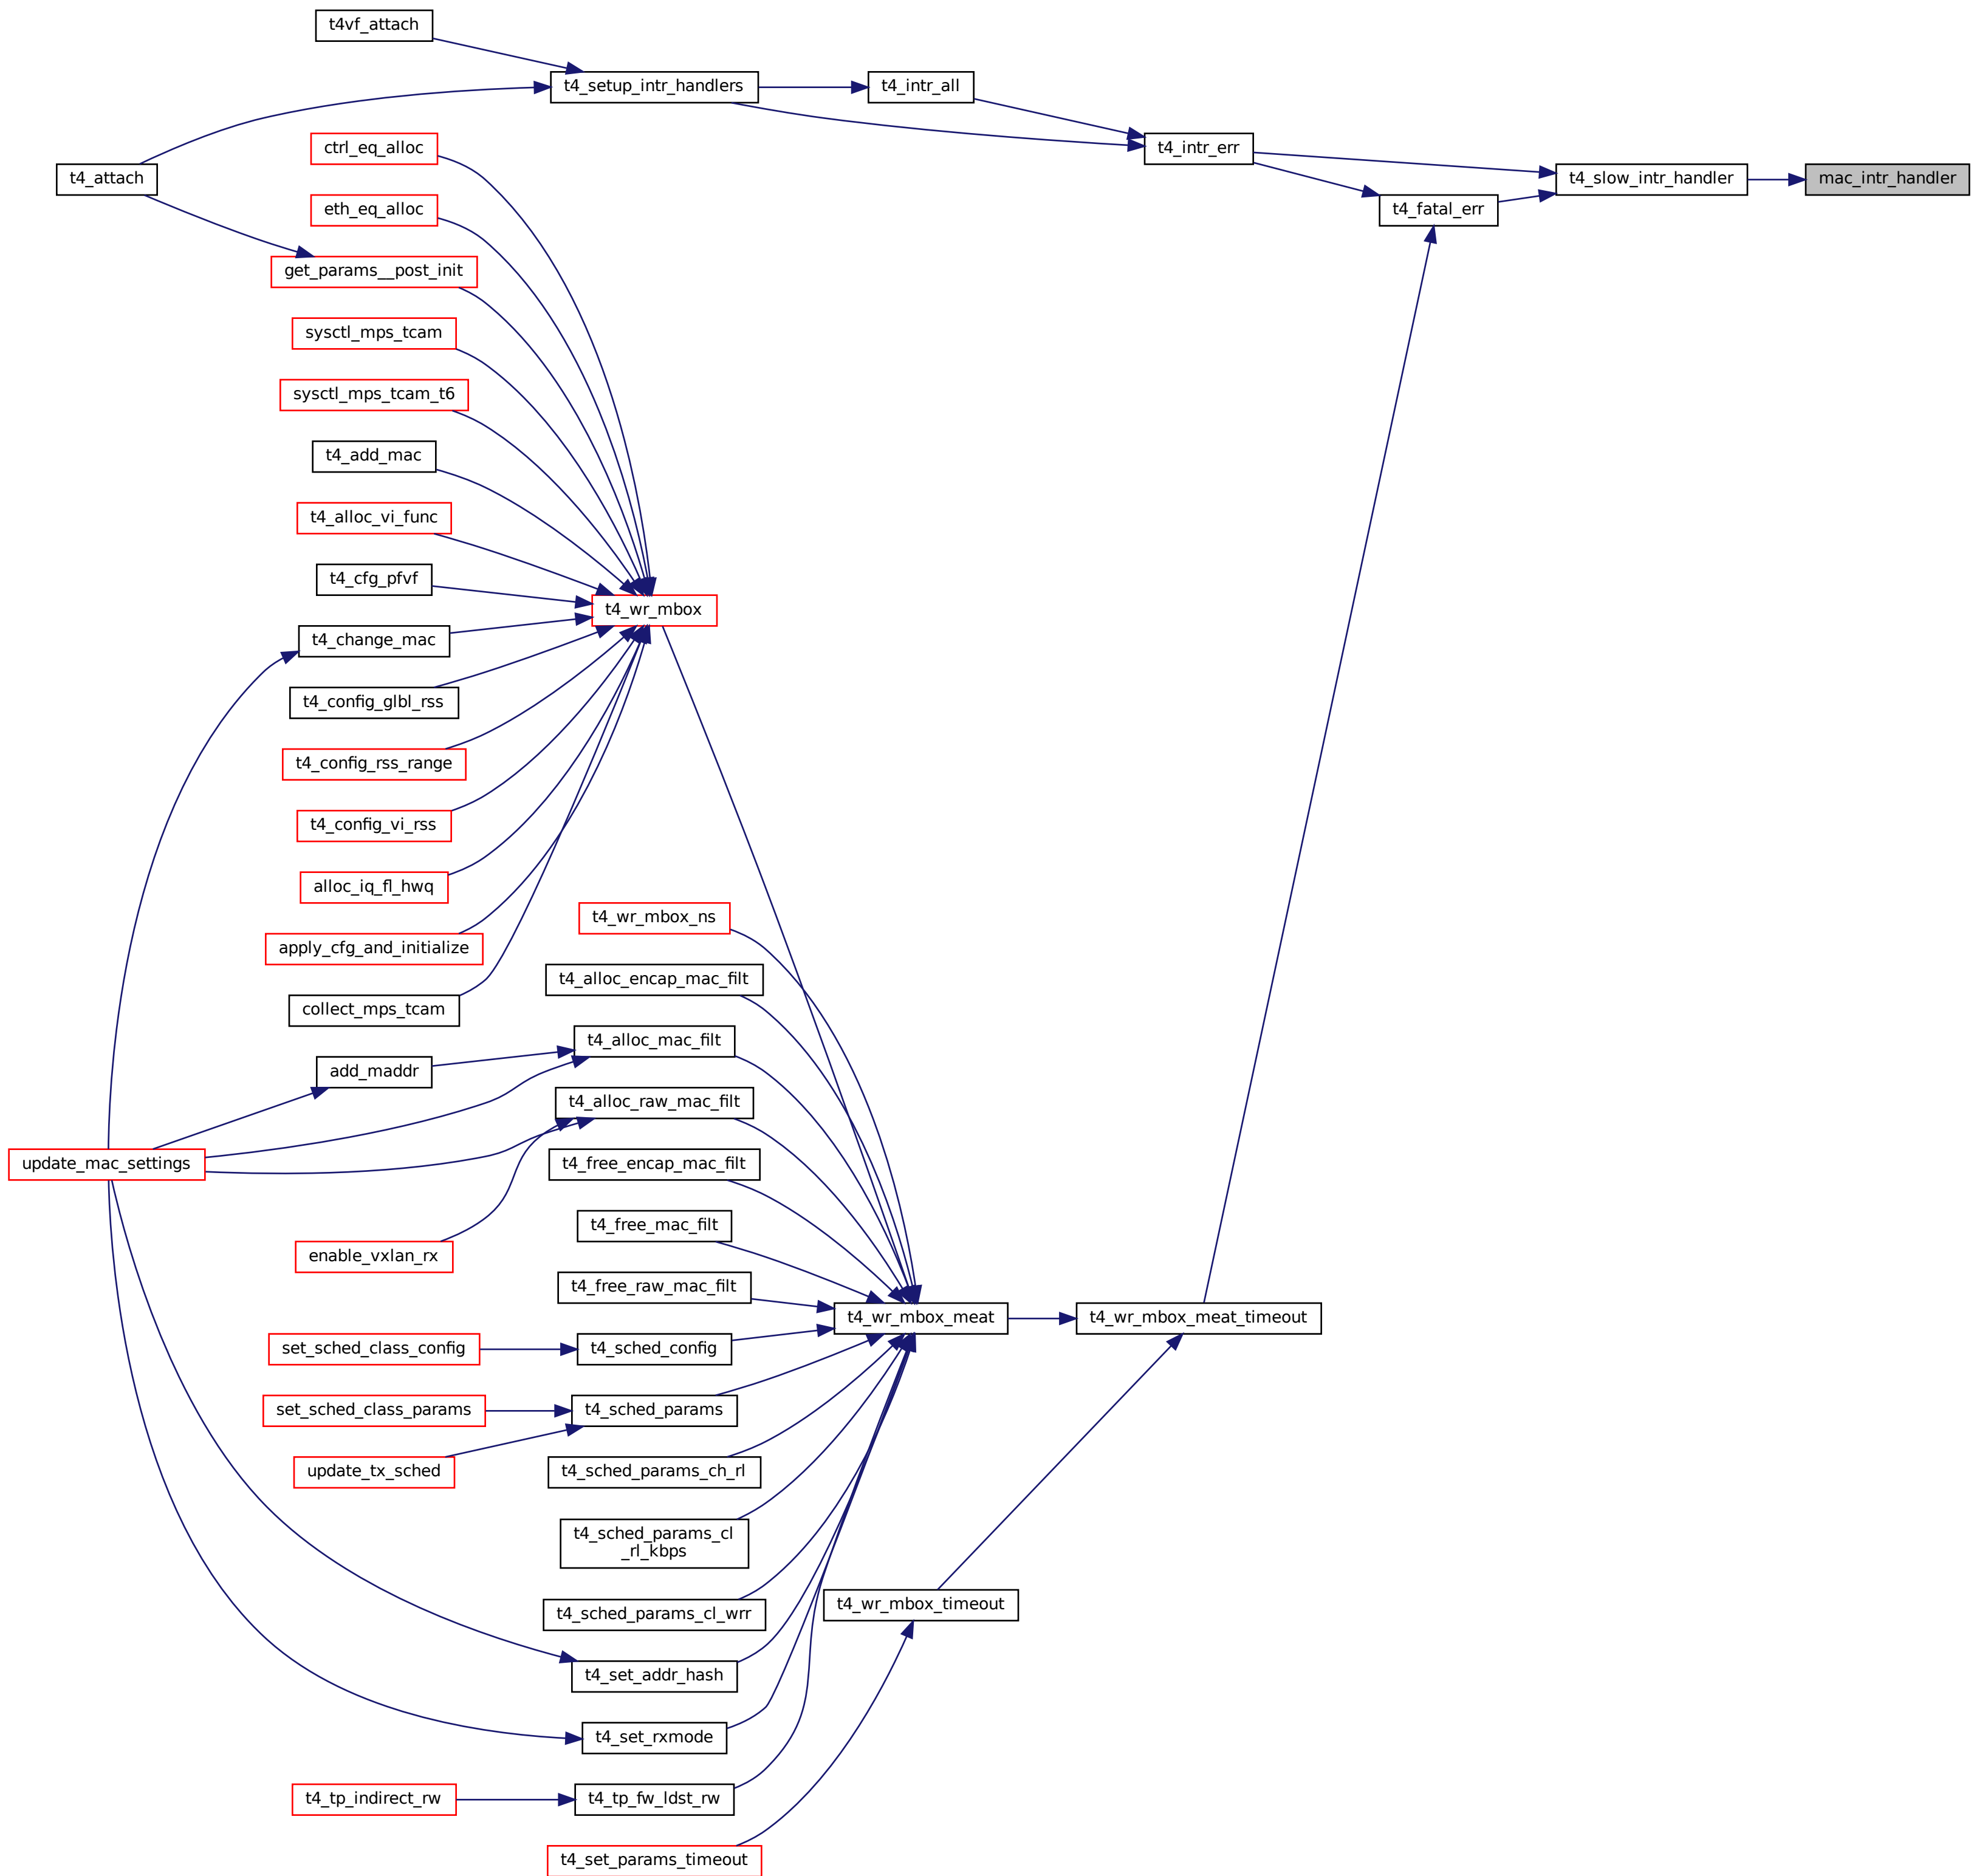 t4vf_attach
t4_setup_intr_handlers
t4_intr_all
ctrl_eq_alloc
t4_intr_err
t4_attach
t4_slow_intr_handler
mac_intr_handler
eth_eq_alloc
t4_fatal_err
get_params__post_init
sysctl_mps_tcam
sysctl_mps_tcam_t6
t4_add_mac
t4_alloc_vi_func
t4_cfg_pfvf
t4_wr_mbox
t4_change_mac
t4_config_glbl_rss
t4_config_rss_range
t4_config_vi_rss
alloc_iq_fl_hwq
t4_wr_mbox_ns
apply_cfg_and_initialize
t4_alloc_encap_mac_filt
collect_mps_tcam
t4_alloc_mac_filt
add_maddr
t4_alloc_raw_mac_filt
update_mac_settings
t4_free_encap_mac_filt
t4_free_mac_filt
enable_vxlan_rx
t4_free_raw_mac_filt
t4_wr_mbox_meat
t4_wr_mbox_meat_timeout
set_sched_class_config
t4_sched_config
set_sched_class_params
t4_sched_params
update_tx_sched
t4_sched_params_ch_rl
t4_sched_params_cl
_rl_kbps
t4_wr_mbox_timeout
t4_sched_params_cl_wrr
t4_set_addr_hash
t4_set_rxmode
t4_tp_indirect_rw
t4_tp_fw_ldst_rw
t4_set_params_timeout